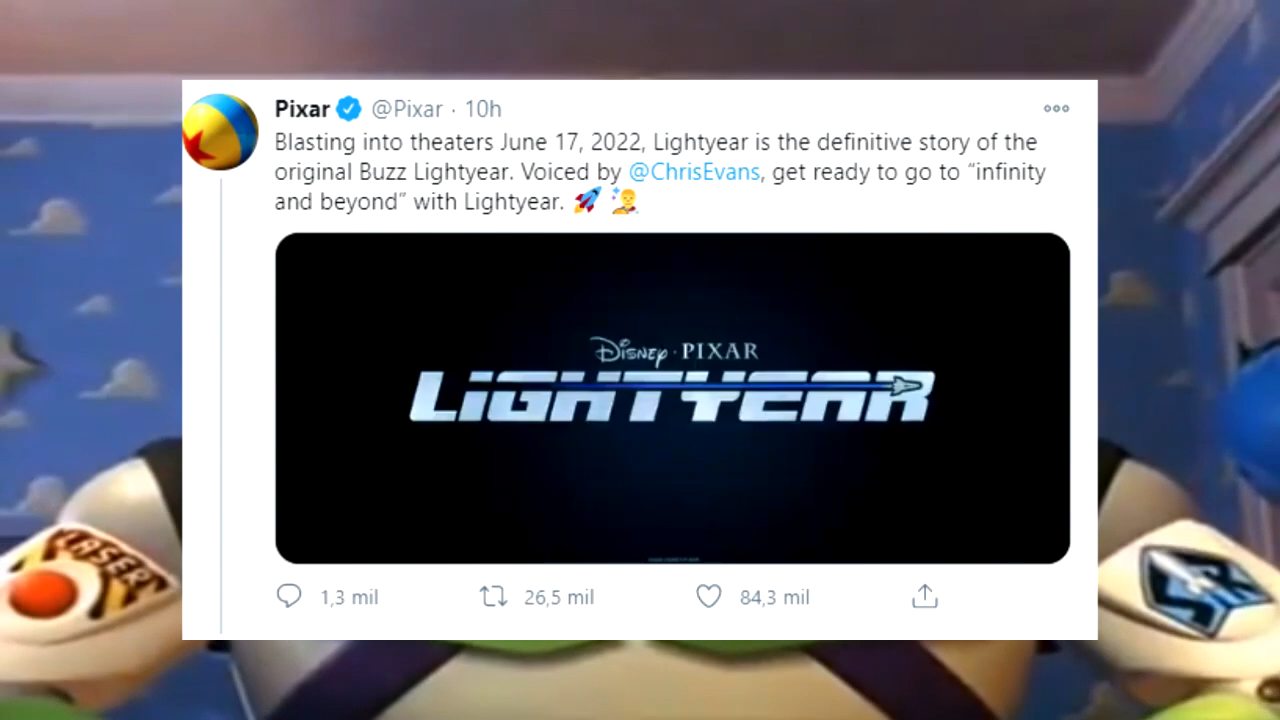 Pixar @Pixar · 10h
Blasting into theaters June 17, 2022, Lightyear is the definitive story of the
original Buzz Lightyear. Voiced by @ChrisEvans, get ready to go to “infinity
and beyond” with Lightyear. 🚀
DISNEY · PIXAR
LIGHTYEAR
LASER
1,3 mil 26,5 mil 84,3 mil